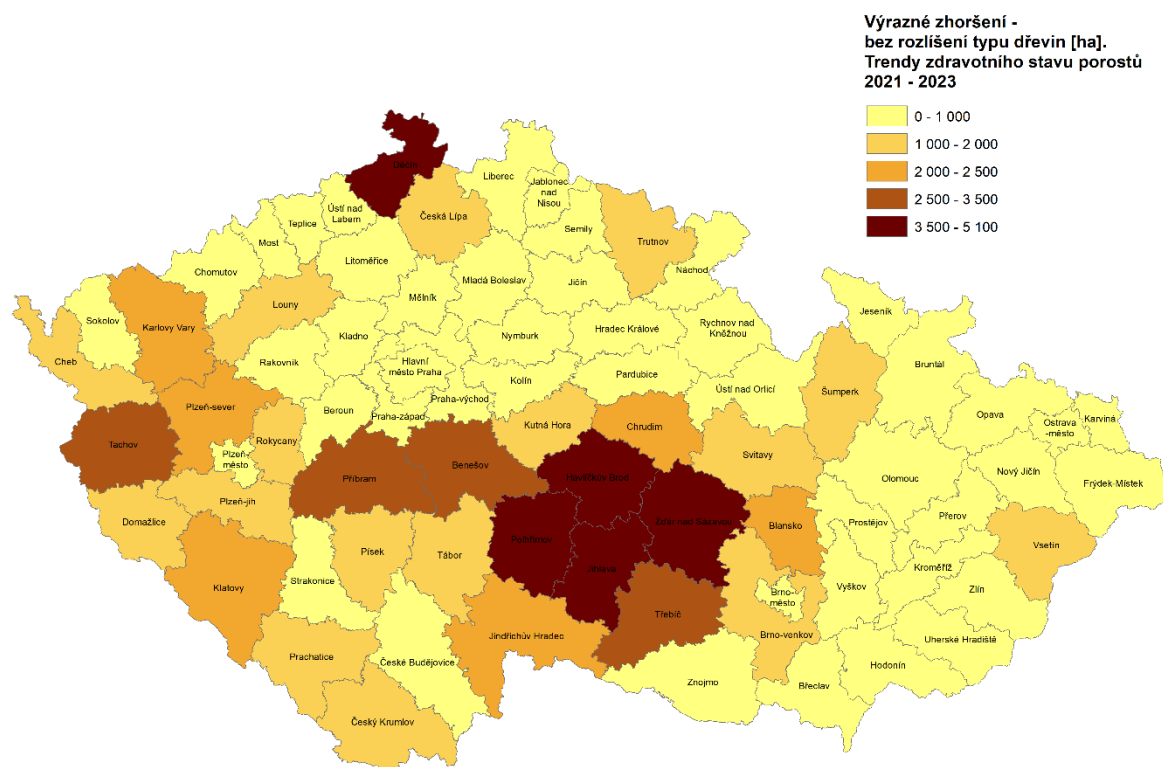 Výrazné zhoršení -
bez rozlíšení typu dřevin [ha].
Trendy zdravotního stavu porostů
2021 - 2023
0 - 1 000
1 000 - 2 000
2 000 - 2 500
2 500 - 3 500
3 500 - 5 100
Děčín
Liberec
Jablonec
nad
Nisou
Ústí nad
Labem
Teplice
Česká Lípa
Semily
Most
Trutnov
Litoměřice
Náchod
Chomutov
Mladá Boleslav
Jičín
Mělník
Louny
Jeseník
Sokolov
Karlovy Vary
Kladno
Nymburk
Hradec Králové
Rychnov nad
Kněžnou
Cheb
Rakovník
Hlavní
město Praha
Kolín
Pardubice
Bruntál
Ústí nad Orlicí
Šumperk
Plzeň-sever
Beroun
Praha-západ
Praha-východ
Opava
Karviná
Ostrava
-město
Kutná Hora
Chrudim
Rokycany
Tachov
Plzeň-
město
Svitavy
Benešov
Příbram
Havlíčkův Brod
Nový Jičín
Olomouc
Frýdek-Místek
Plzeň-jih
Domažlice
Přerov
Prostějov
Žďár nad Sázavou
Blansko
Pelhřimov
Vsetín
Písek
Tábor
Jihlava
Kroměříž
Strakonice
Klatovy
Brno-
město
Vyškov
Zlín
Třebíč
Brno-venkov
Uherské Hradiště
Jindřichův Hradec
Prachatice
České Budějovice
Hodonín
Znojmo
Břeclav
Český Krumlov